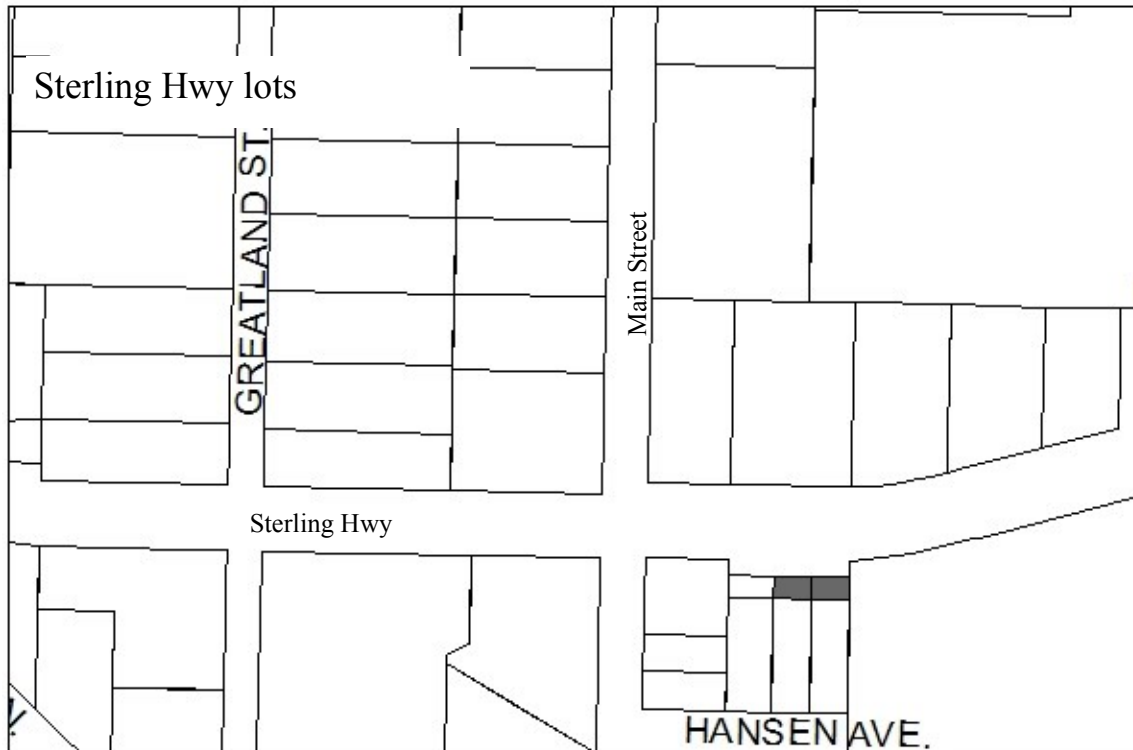 Sterling Hwy lots
GREATLAND ST.
Main Street
Sterling Hwy
HANSEN AVE.